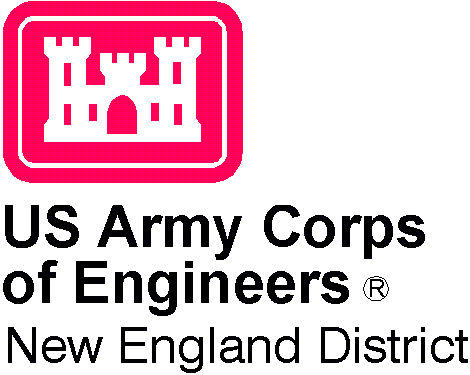 US Army Corps
of Engineers ®
New England District